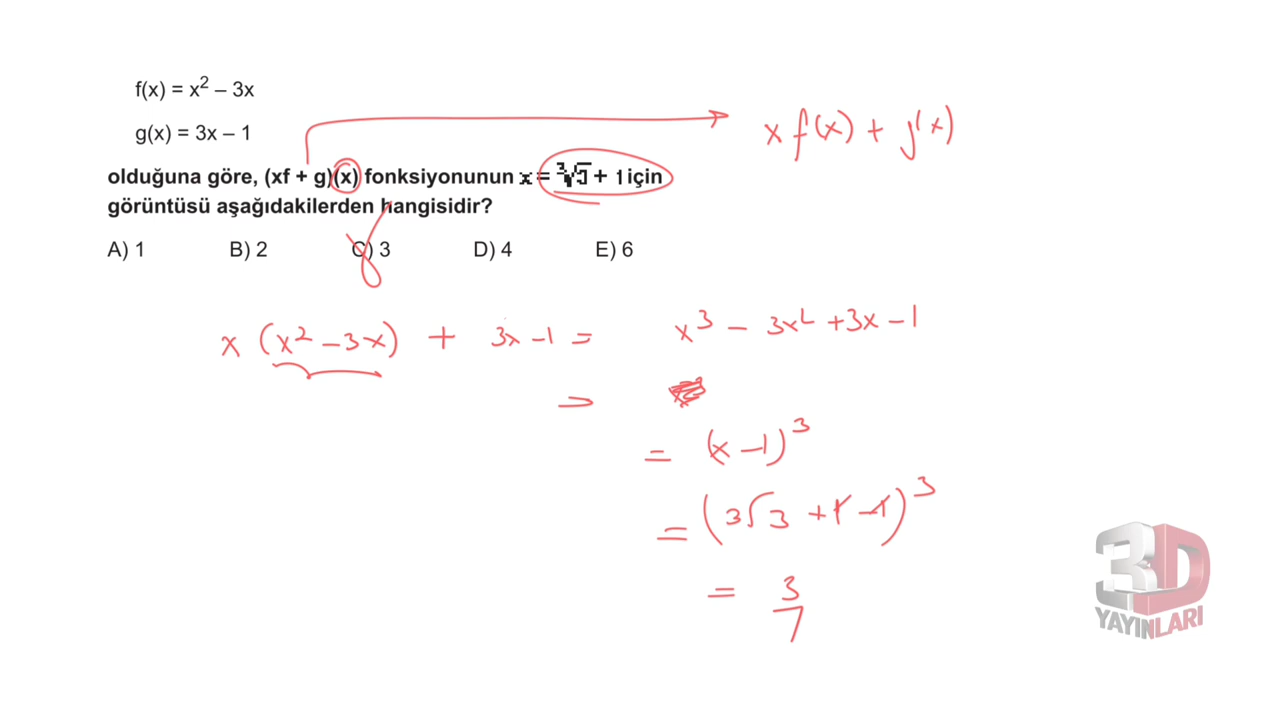 f(x) = x² – 3x
g(x) = 3x – 1
x f(x) + g(x)
olduğuna göre, (xf + g)(x) fonksiyonunun x = ∛3 + 1 için
görüntüsü aşağıdakilerden hangisidir?
A) 1 B) 2 C) 3 D) 4 E) 6
x (x² – 3x) + 3x – 1 = x³ – 3x² + 3x – 1
=
= (x – 1)³
= (3√3 + 1 – 1)³
= 3
3D
YAYINLARI